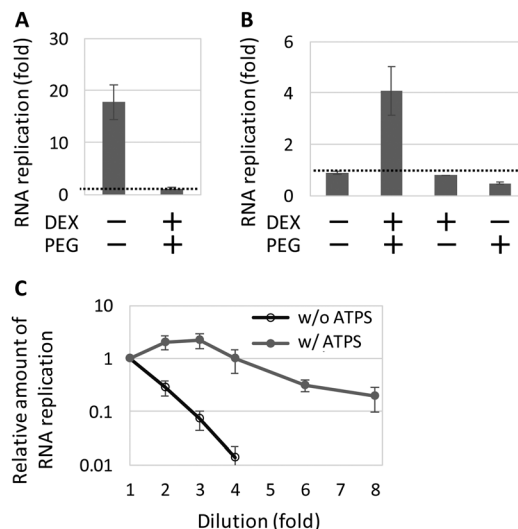 A
RNA replication (fold)
30
20
10
0
DEX − +
PEG − +
B
RNA replication (fold)
6
4
2
0
DEX − + + −
PEG − + − +
C
Relative amount of
RNA replication
10
1
0.1
0.01
w/o ATPS
w/ ATPS
1 2 3 4 5 6 7 8
Dilution (fold)